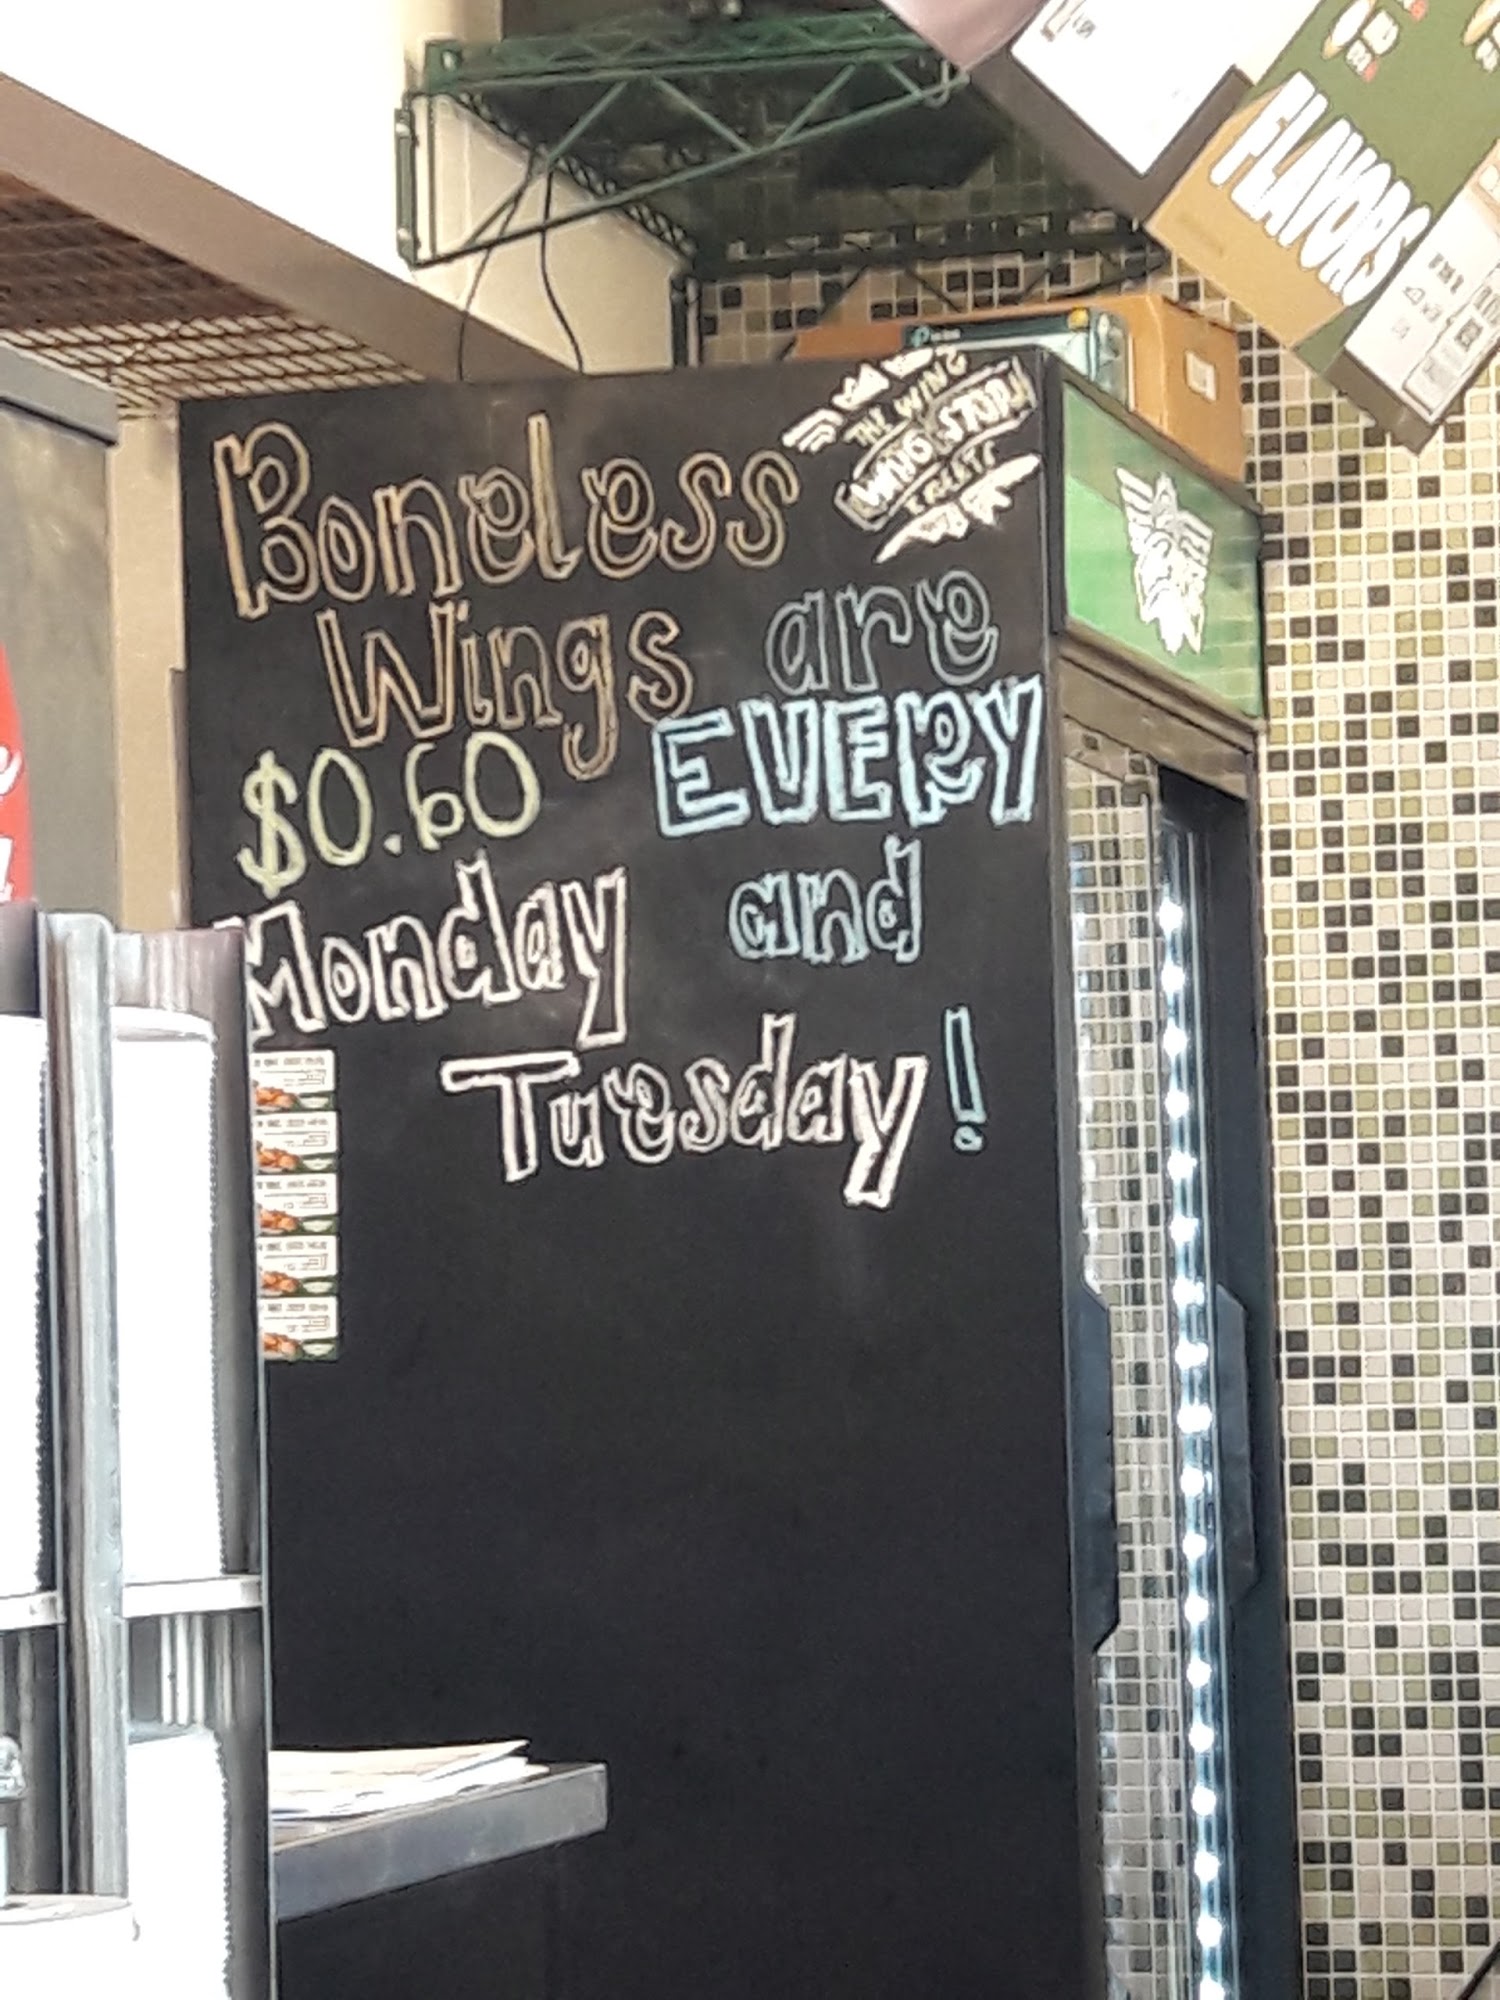 Boneless
THE WING
WINGSTOP
Wings are
$0.60 EVERY
Monday and
Tuesday!
FLAVORS